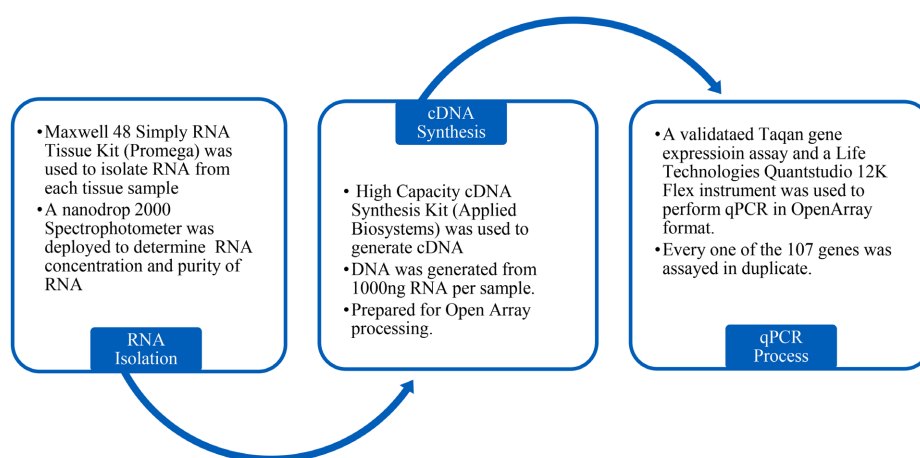 •Maxwell 48 Simply RNA
Tissue Kit (Promega) was
used to isolate RNA from
each tissue sample
•A nanodrop 2000
Spectrophotometer was
deployed to determine RNA
concentration and purity of
RNA
RNA
Isolation
cDNA
Synthesis
• High Capacity cDNA
Synthesis Kit (Applied
Biosystems) was used to
generate cDNA
•DNA was generated from
1000ng RNA per sample.
•Prepared for Open Array
processing.
•A validataed Taqan gene
expressioin assay and a Life
Technologies Quantstudio 12K
Flex instrument was used to
perform qPCR in OpenArray
format.
•Every one of the 107 genes was
assayed in duplicate.
qPCR
Process